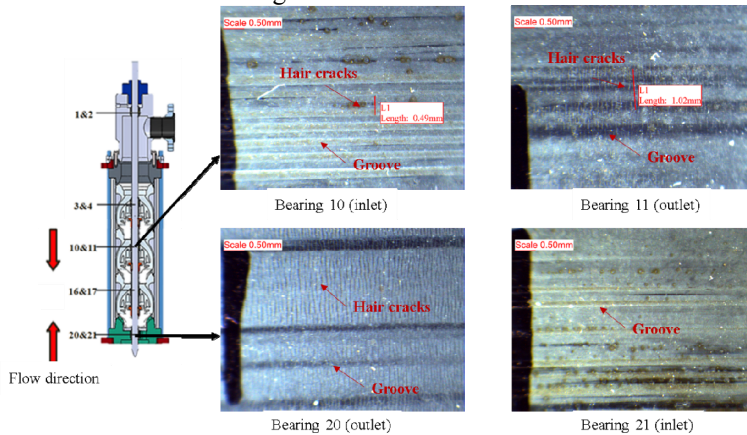 Scale 0.50mm
Hair cracks
L1
Length: 0.49mm
Groove
Bearing 10 (inlet)
Scale 0.50mm
Hair cracks
L1
Length: 1.02mm
Groove
Bearing 11 (outlet)
1&2
3&4
10&11
16&17
20&21
Flow direction
Scale 0.50mm
Hair cracks
Groove
Bearing 20 (outlet)
Scale 0.50mm
Groove
Bearing 21 (inlet)